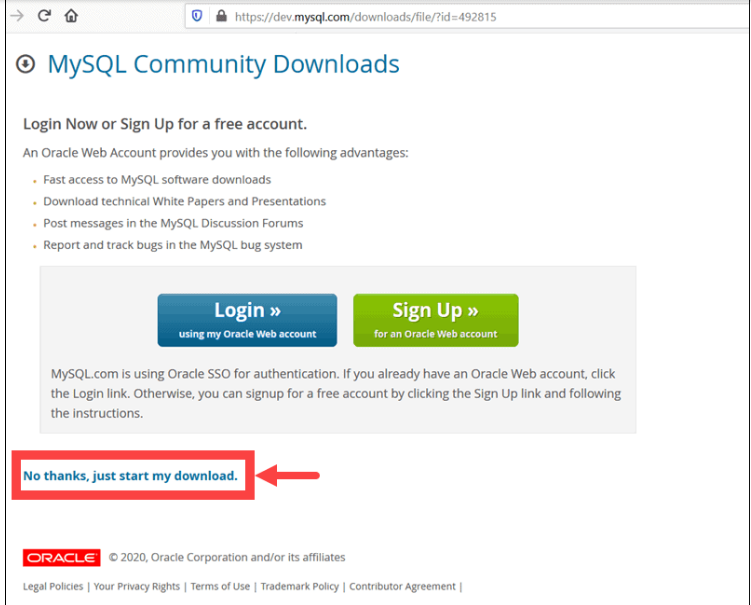 https://dev.mysql.com/downloads/file/?id=492815
MySQL Community Downloads
Login Now or Sign Up for a free account.
An Oracle Web Account provides you with the following advantages:
Fast access to MySQL software downloads
Download technical White Papers and Presentations
Post messages in the MySQL Discussion Forums
Report and track bugs in the MySQL bug system
Login »
using my Oracle Web account
Sign Up »
for an Oracle Web account
MySQL.com is using Oracle SSO for authentication. If you already have an Oracle Web account, click
the Login link. Otherwise, you can signup for a free account by clicking the Sign Up link and following
the instructions.
No thanks, just start my download.
ORACLE © 2020, Oracle Corporation and/or its affiliates
Legal Policies | Your Privacy Rights | Terms of Use | Trademark Policy | Contributor Agreement |